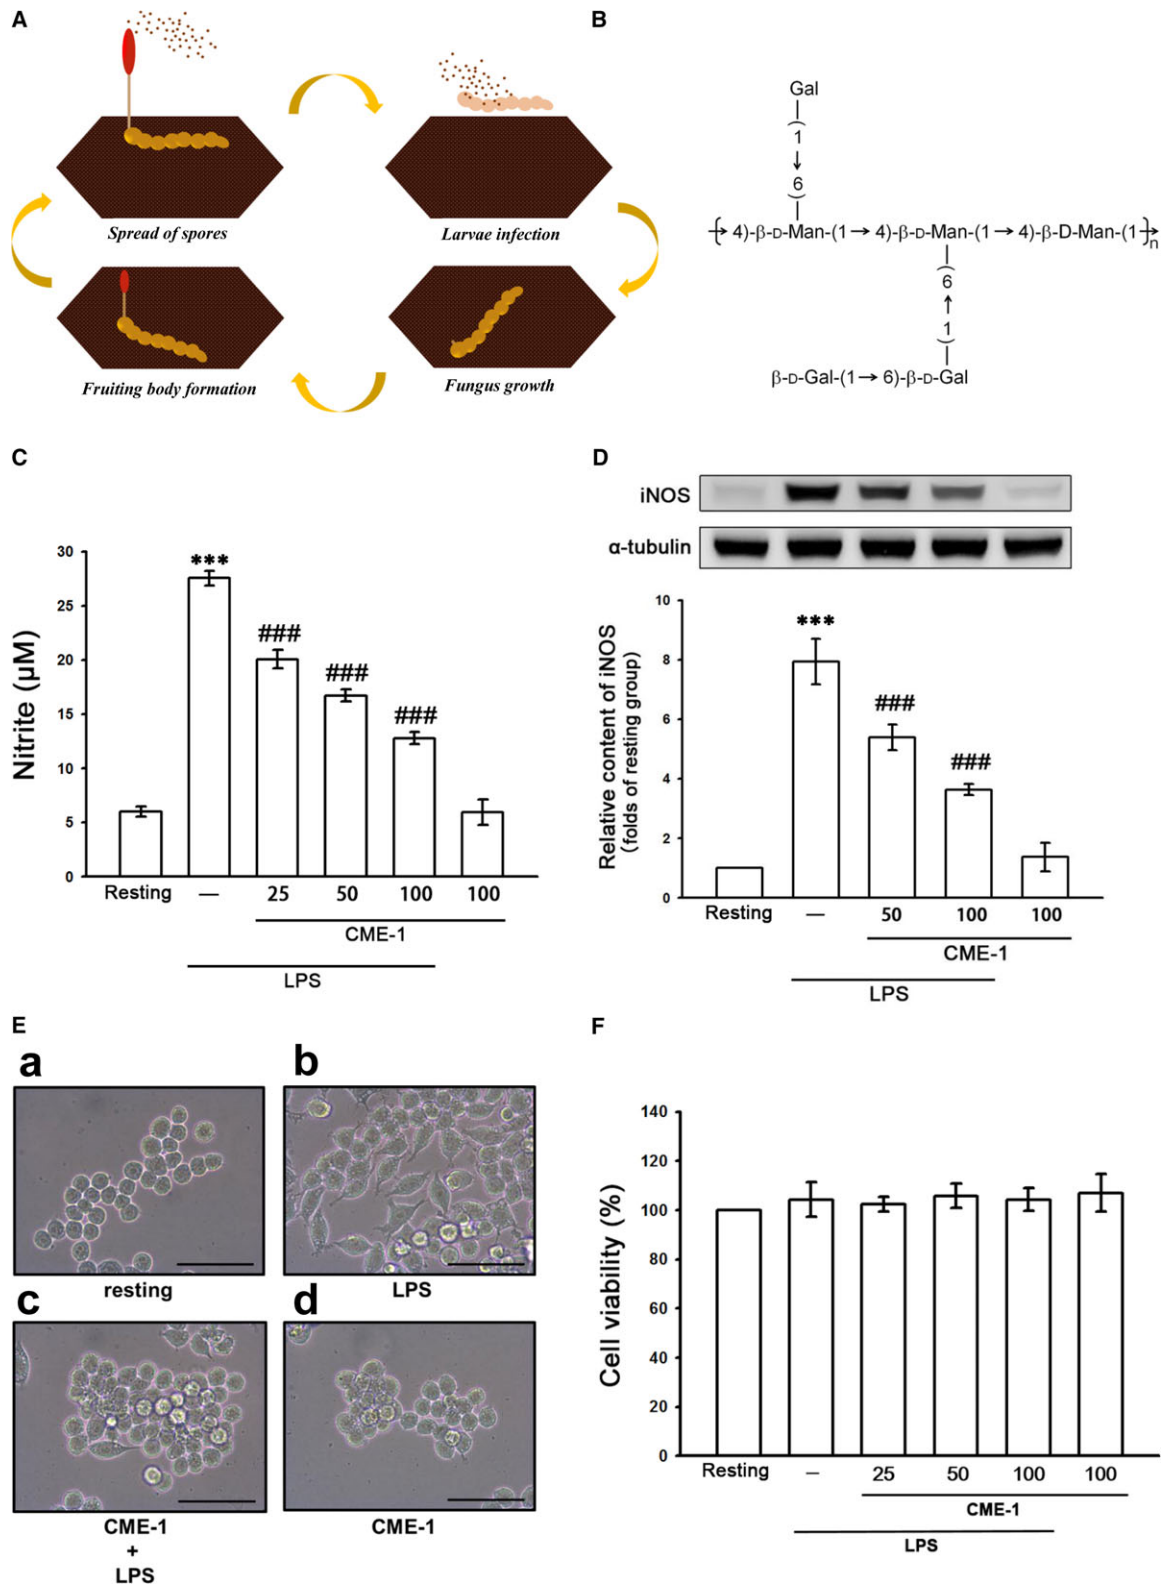 A
Spread of spores
Larvae infection
Fruiting body formation
Fungus growth
B
Gal
(
1
6
)
{ 4)-β-D-Man-(1→ 4)-β-D-Man-(1→ 4)-β-D-Man-(1 }n
(
6
1
)
β-D-Gal-(1→ 6)-β-D-Gal
C
Nitrite (μM)
30
25
20
15
10
5
0
***
###
###
###
Resting — 25 50 100 100
CME-1
LPS
D
iNOS
α-tubulin
Relative content of iNOS
(folds of resting group)
10
8
6
4
2
0
***
###
###
Resting — 50 100 100
CME-1
LPS
E
a
resting
b
LPS
c
CME-1
+
LPS
d
CME-1
F
Cell viability (%)
140
120
100
80
60
40
20
0
Resting — 25 50 100 100
CME-1
LPS